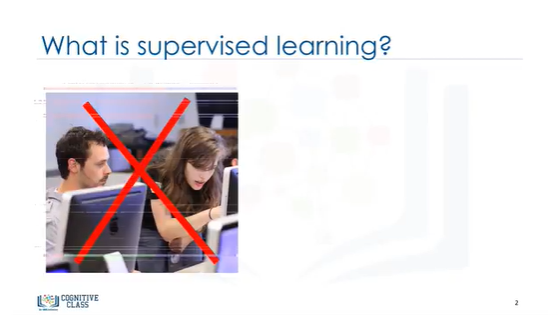 What is supervised learning?
COGNITIVE
CLASS
2